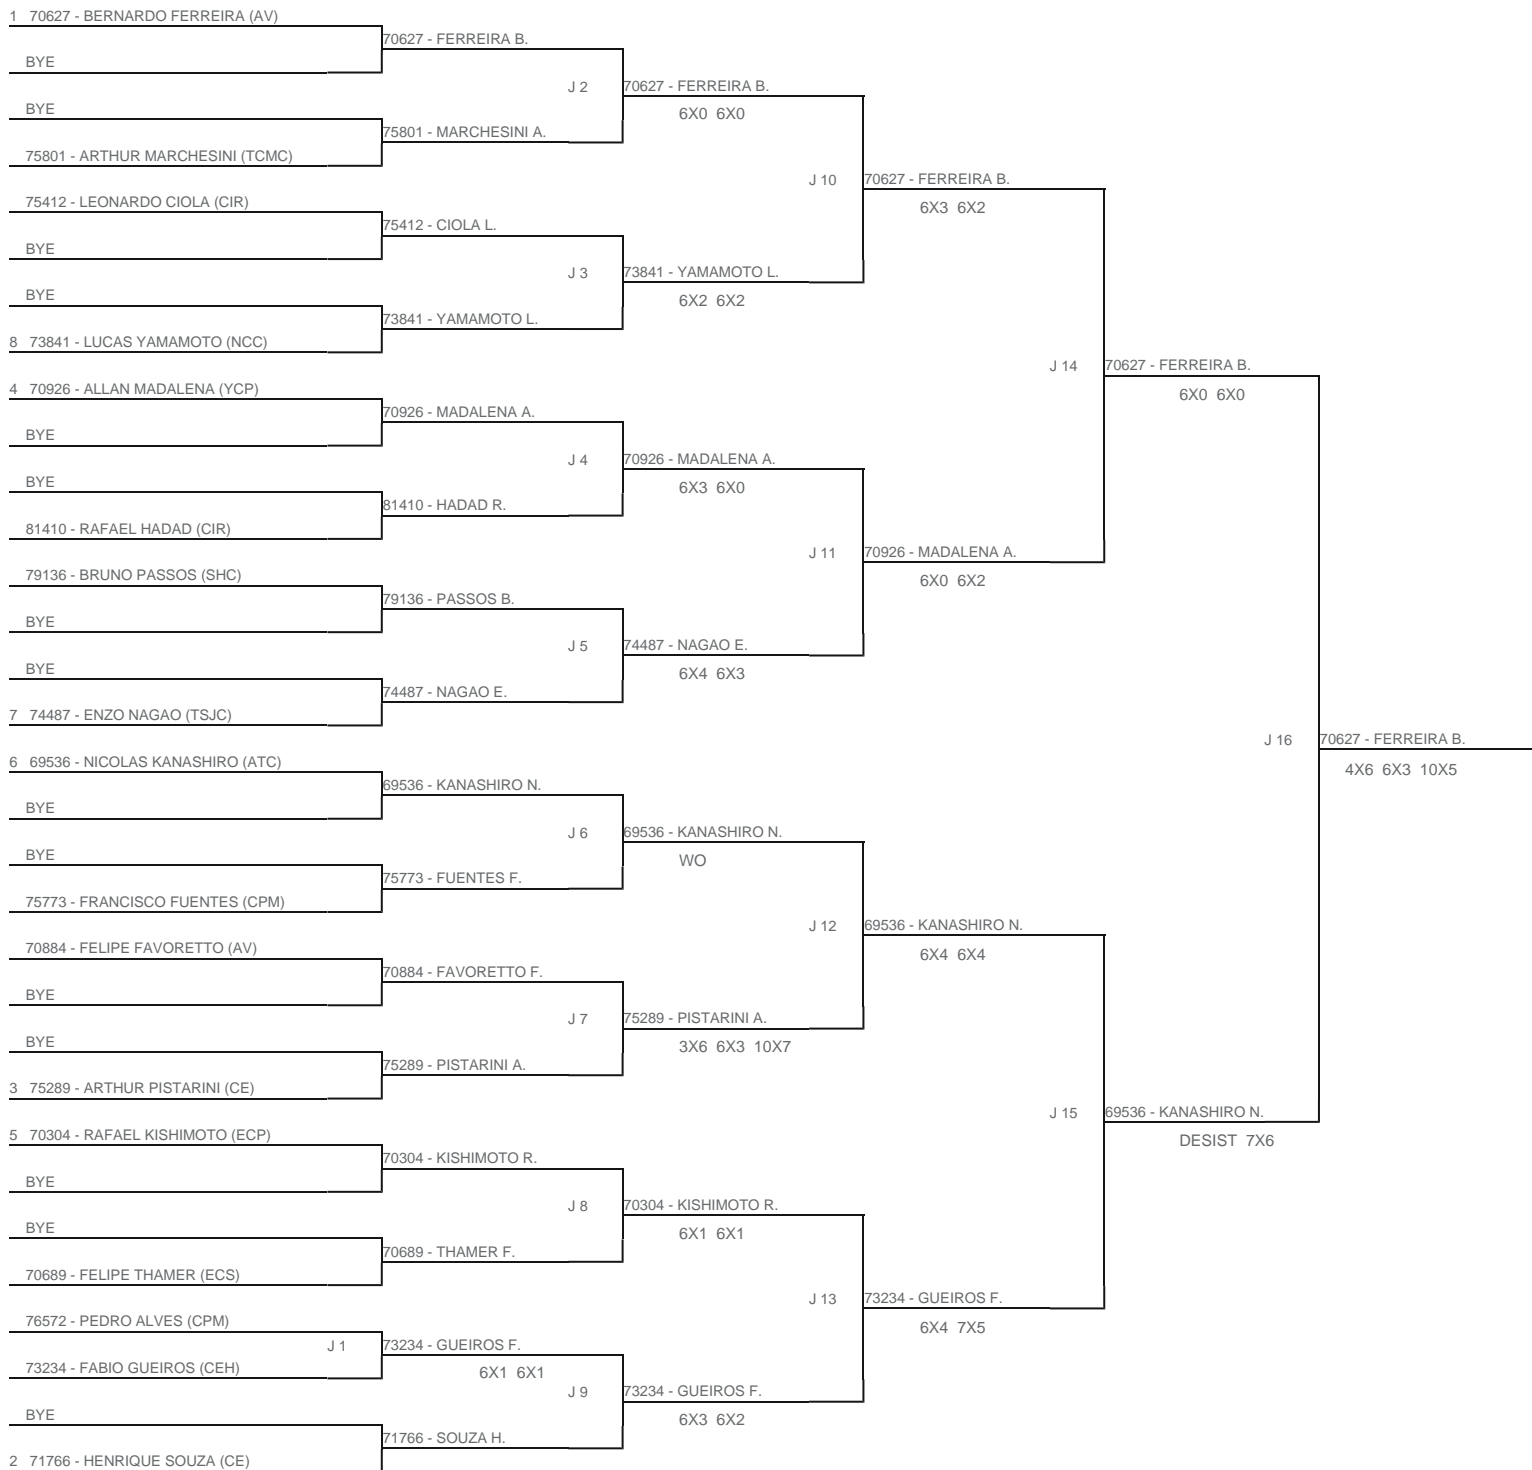 1 70627 - BERNARDO FERREIRA (AV)
70627 - FERREIRA B.
BYE
J 2
70627 - FERREIRA B.
6X0 6X0
BYE
75801 - MARCHESINI A.
75801 - ARTHUR MARCHESINI (TCMC)
J 10
70627 - FERREIRA B.
6X3 6X2
75412 - LEONARDO CIOLA (CIR)
75412 - CIOLA L.
BYE
J 3
73841 - YAMAMOTO L.
6X2 6X2
BYE
73841 - YAMAMOTO L.
8 73841 - LUCAS YAMAMOTO (NCC)
J 14
70627 - FERREIRA B.
6X0 6X0
4 70926 - ALLAN MADALENA (YCP)
70926 - MADALENA A.
BYE
J 4
70926 - MADALENA A.
6X3 6X0
BYE
81410 - HADAD R.
81410 - RAFAEL HADAD (CIR)
J 11
70926 - MADALENA A.
6X0 6X2
79136 - BRUNO PASSOS (SHC)
79136 - PASSOS B.
BYE
J 5
74487 - NAGAO E.
6X4 6X3
BYE
74487 - NAGAO E.
7 74487 - ENZO NAGAO (TSJC)
J 16
70627 - FERREIRA B.
4X6 6X3 10X5
6 69536 - NICOLAS KANASHIRO (ATC)
69536 - KANASHIRO N.
BYE
J 6
69536 - KANASHIRO N.
WO
BYE
75773 - FUENTES F.
75773 - FRANCISCO FUENTES (CPM)
J 12
69536 - KANASHIRO N.
6X4 6X4
70884 - FELIPE FAVORETTO (AV)
70884 - FAVORETTO F.
BYE
J 7
75289 - PISTARINI A.
3X6 6X3 10X7
BYE
75289 - PISTARINI A.
3 75289 - ARTHUR PISTARINI (CE)
J 15
69536 - KANASHIRO N.
DESIST 7X6
5 70304 - RAFAEL KISHIMOTO (ECP)
70304 - KISHIMOTO R.
BYE
J 8
70304 - KISHIMOTO R.
6X1 6X1
BYE
70689 - THAMER F.
70689 - FELIPE THAMER (ECS)
J 13
73234 - GUEIROS F.
6X4 7X5
76572 - PEDRO ALVES (CPM)
J 1
73234 - GUEIROS F.
6X1 6X1
73234 - FABIO GUEIROS (CEH)
J 9
73234 - GUEIROS F.
6X3 6X2
BYE
71766 - SOUZA H.
2 71766 - HENRIQUE SOUZA (CE)